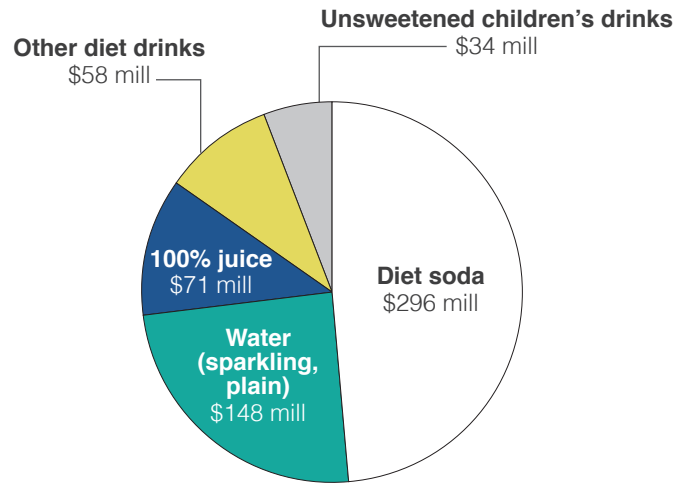 Unsweetened children's drinks
$34 mill
Other diet drinks
$58 mill
Diet soda
$296 mill
100% juice
$71 mill
Water
(sparkling,
plain)
$148 mill